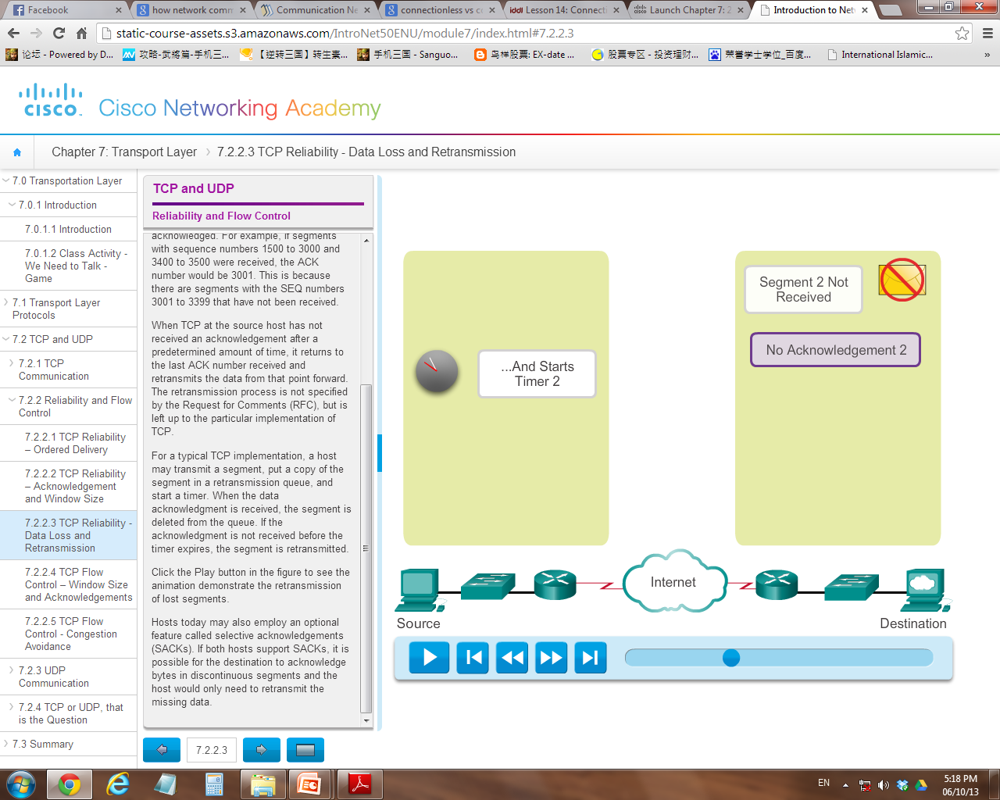 Facebook
how network comm
Communication Ne
connectionless vs c
Lesson 14: Connecti
Launch Chapter 7: 2
Introduction to Net
static-course-assets.s3.amazonaws.com/IntroNet50ENU/module7/index.html#7.2.2.3
论坛 - Powered by D...
攻略-武將篇-手机三...
【逆转三国】转生素...
手机三国 - Sanguo...
鸟样股票: EX-date ...
股票专区 - 投资理财...
荣誉学士学位_百度...
International Islamic...
»
CISCO
Cisco Networking Academy
Chapter 7: Transport Layer
7.2.2.3 TCP Reliability - Data Loss and Retransmission
7.0 Transportation Layer
7.0.1 Introduction
7.0.1.1 Introduction
7.0.1.2 Class Activity -
We Need to Talk -
Game
7.1 Transport Layer
Protocols
7.2 TCP and UDP
7.2.1 TCP
Communication
7.2.2 Reliability and Flow
Control
7.2.2.1 TCP Reliability
– Ordered Delivery
7.2.2.2 TCP Reliability
– Acknowledgement
and Window Size
7.2.2.3 TCP Reliability -
Data Loss and
Retransmission
7.2.2.4 TCP Flow
Control – Window Size
and Acknowledgements
7.2.2.5 TCP Flow
Control - Congestion
Avoidance
7.2.3 UDP
Communication
7.2.4 TCP or UDP, that
is the Question
7.3 Summary
TCP and UDP
Reliability and Flow Control
acknowledged. For example, if segments
with sequence numbers 1500 to 3000 and
3400 to 3500 were received, the ACK
number would be 3001. This is because
there are segments with the SEQ numbers
3001 to 3399 that have not been received.
When TCP at the source host has not
received an acknowledgement after a
predetermined amount of time, it returns to
the last ACK number received and
retransmits the data from that point forward.
The retransmission process is not specified
by the Request for Comments (RFC), but is
left up to the particular implementation of
TCP.
For a typical TCP implementation, a host
may transmit a segment, put a copy of the
segment in a retransmission queue, and
start a timer. When the data
acknowledgment is received, the segment is
deleted from the queue. If the
acknowledgment is not received before the
timer expires, the segment is retransmitted.
Click the Play button in the figure to see the
animation demonstrate the retransmission
of lost segments.
Hosts today may also employ an optional
feature called selective acknowledgements
(SACKs). If both hosts support SACKs, it is
possible for the destination to acknowledge
bytes in discontinuous segments and the
host would only need to retransmit the
missing data.
7.2.2.3
...And Starts
Timer 2
Segment 2 Not
Received
No Acknowledgement 2
Internet
Source
Destination
EN
5:18 PM
06/10/13